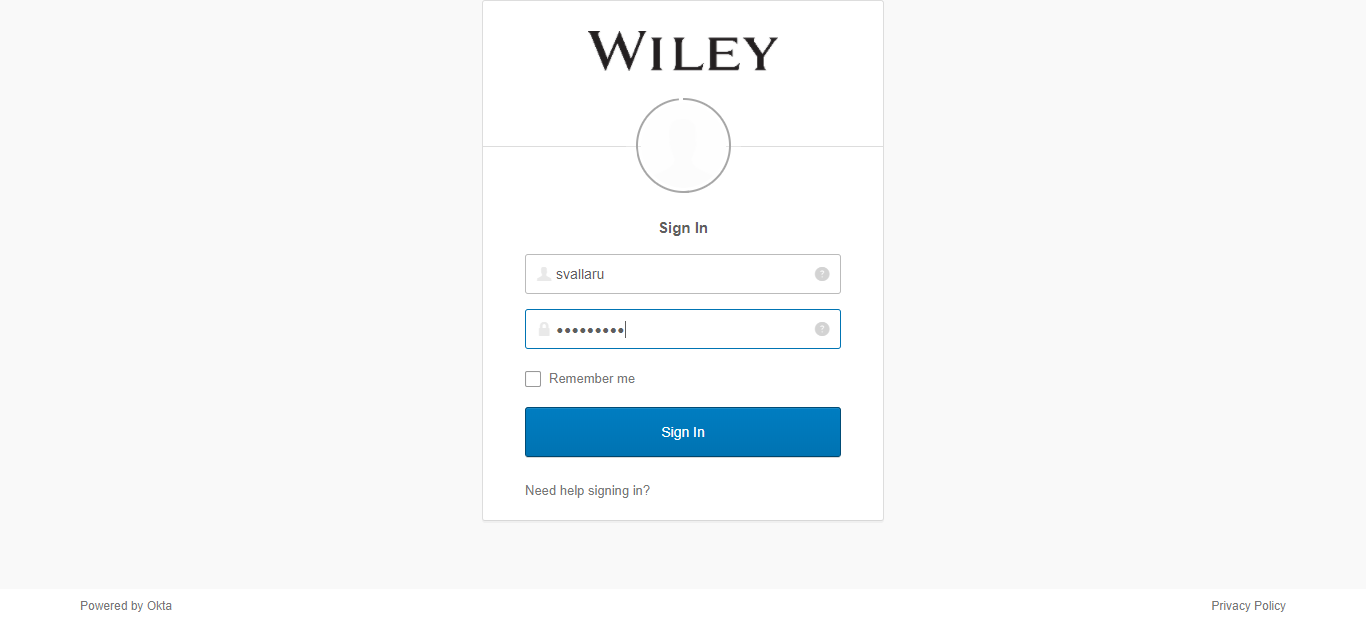 WILEY
Sign In
svallaru
?
•••••••••
?
Remember me
Sign In
Need help signing in?
Powered by Okta
Privacy Policy